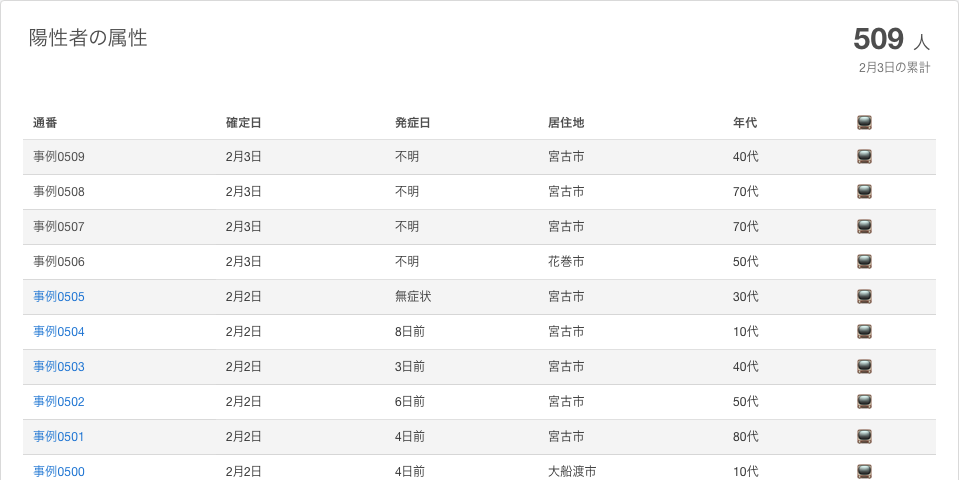 陽性者の属性
509 人
2月3日の累計
通番 確定日 発症日 居住地 年代
事例0509 2月3日 不明 宮古市 40代
事例0508 2月3日 不明 宮古市 70代
事例0507 2月3日 不明 宮古市 70代
事例0506 2月3日 不明 花巻市 50代
事例0505 2月2日 無症状 宮古市 30代
事例0504 2月2日 8日前 宮古市 10代
事例0503 2月2日 3日前 宮古市 40代
事例0502 2月2日 6日前 宮古市 50代
事例0501 2月2日 4日前 宮古市 80代
事例0500 2月2日 4日前 大船渡市 10代